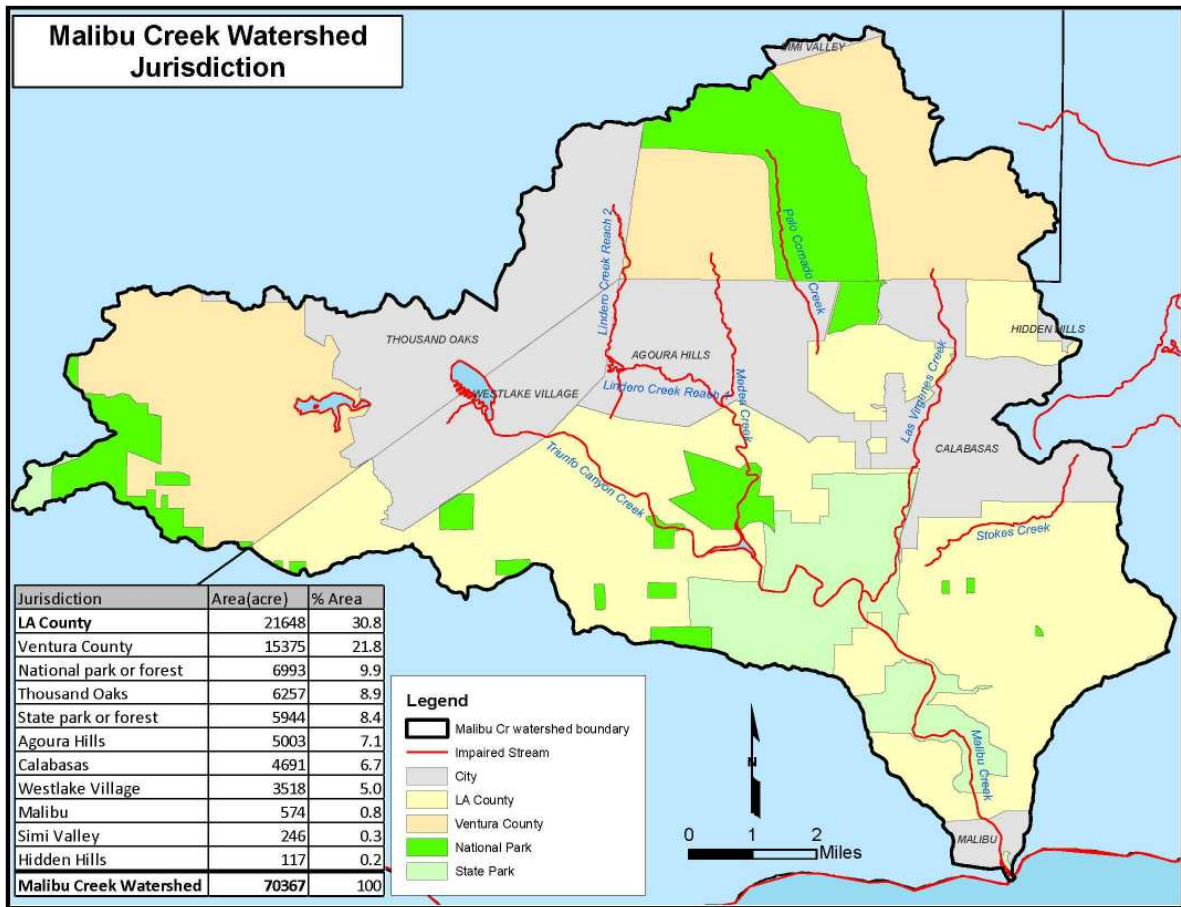 Malibu Creek Watershed
Jurisdiction
SIMI VALLEY
Palo Comado Creek
Lindero Creek Reach 2
HIDDEN HILLS
THOUSAND OAKS
AGOURA HILLS
WESTLAKE VILLAGE
Lindero Creek Reach
Medea Creek
Las Virgenes Creek
CALABASAS
Triunfo Canyon Creek
Stokes Creek
Malibu Creek
MALIBU
Jurisdiction Area(acre) % Area
LA County 21648 30.8
Ventura County 15375 21.8
National park or forest 6993 9.9
Thousand Oaks 6257 8.9
State park or forest 5944 8.4
Agoura Hills 5003 7.1
Calabasas 4691 6.7
Westlake Village 3518 5.0
Malibu 574 0.8
Simi Valley 246 0.3
Hidden Hills 117 0.2
Malibu Creek Watershed 70367 100
Legend
Malibu Cr watershed boundary
Impaired Stream
City
LA County
Ventura County
National Park
State Park
N
0 1 2
Miles